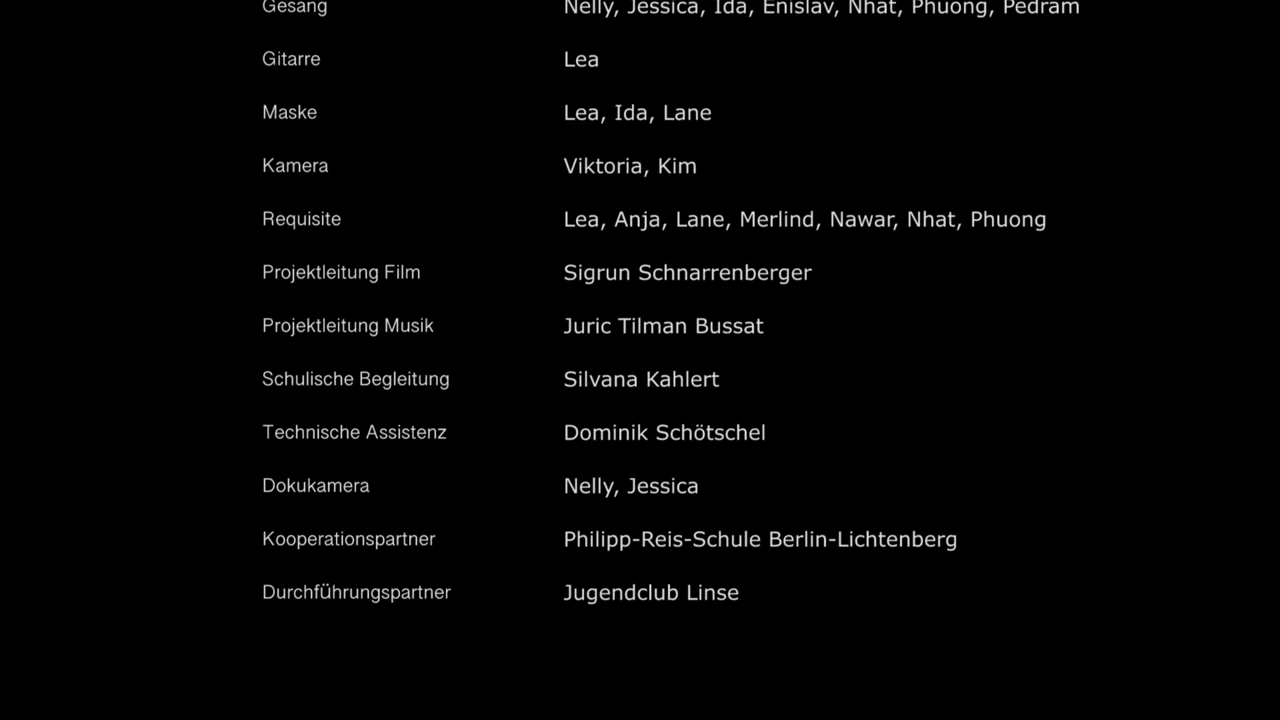 Gesang Nelly, Jessica, Ida, Enislav, Nhat, Phuong, Pedram
Gitarre Lea
Maske Lea, Ida, Lane
Kamera Viktoria, Kim
Requisite Lea, Anja, Lane, Merlind, Nawar, Nhat, Phuong
Projektleitung Film Sigrun Schnarrenberger
Projektleitung Musik Juric Tilman Bussat
Schulische Begleitung Silvana Kahlert
Technische Assistenz Dominik Schötschel
Dokukamera Nelly, Jessica
Kooperationspartner Philipp-Reis-Schule Berlin-Lichtenberg
Durchführungspartner Jugendclub Linse